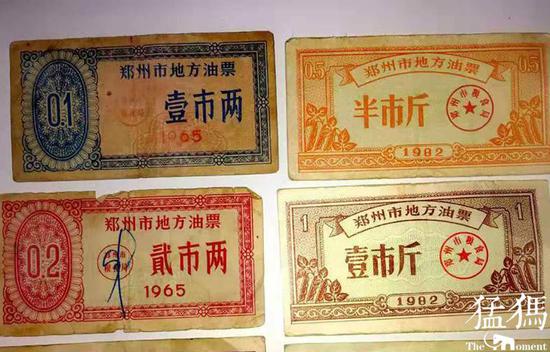 郑州市地方油票
0.1
壹市两
1965
0.5
0.5
郑州市地方油票
半市斤
郑州市粮食局
1982
郑州市地方油票
0.2
贰市两
1965
1
1
郑州市地方油票
壹市斤
郑州市粮食局
1982
猛犸
The Moment